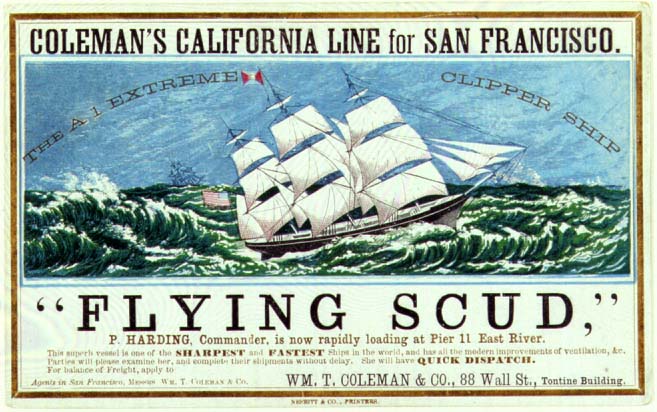 COLEMAN'S CALIFORNIA LINE for SAN FRANCISCO.
THE A 1 EXTREME CLIPPER SHIP
"FLYING SCUD,"
P. HARDING, Commander, is now rapidly loading at Pier 11 East River.
This superb vessel is one of the SHARPEST and FASTEST Ships in the world, and has all the modern improvements of ventilation, &c.
Parties will please examine her, and complete their shipments without delay. She will have QUICK DISPATCH.
For balance of Freight, apply to
WM. T. COLEMAN & CO., 88 Wall St., Tontine Building.
Agents in San Francisco, MESSRS WM. T. COLEMAN & CO.
NESBITT & CO., PRINTERS.